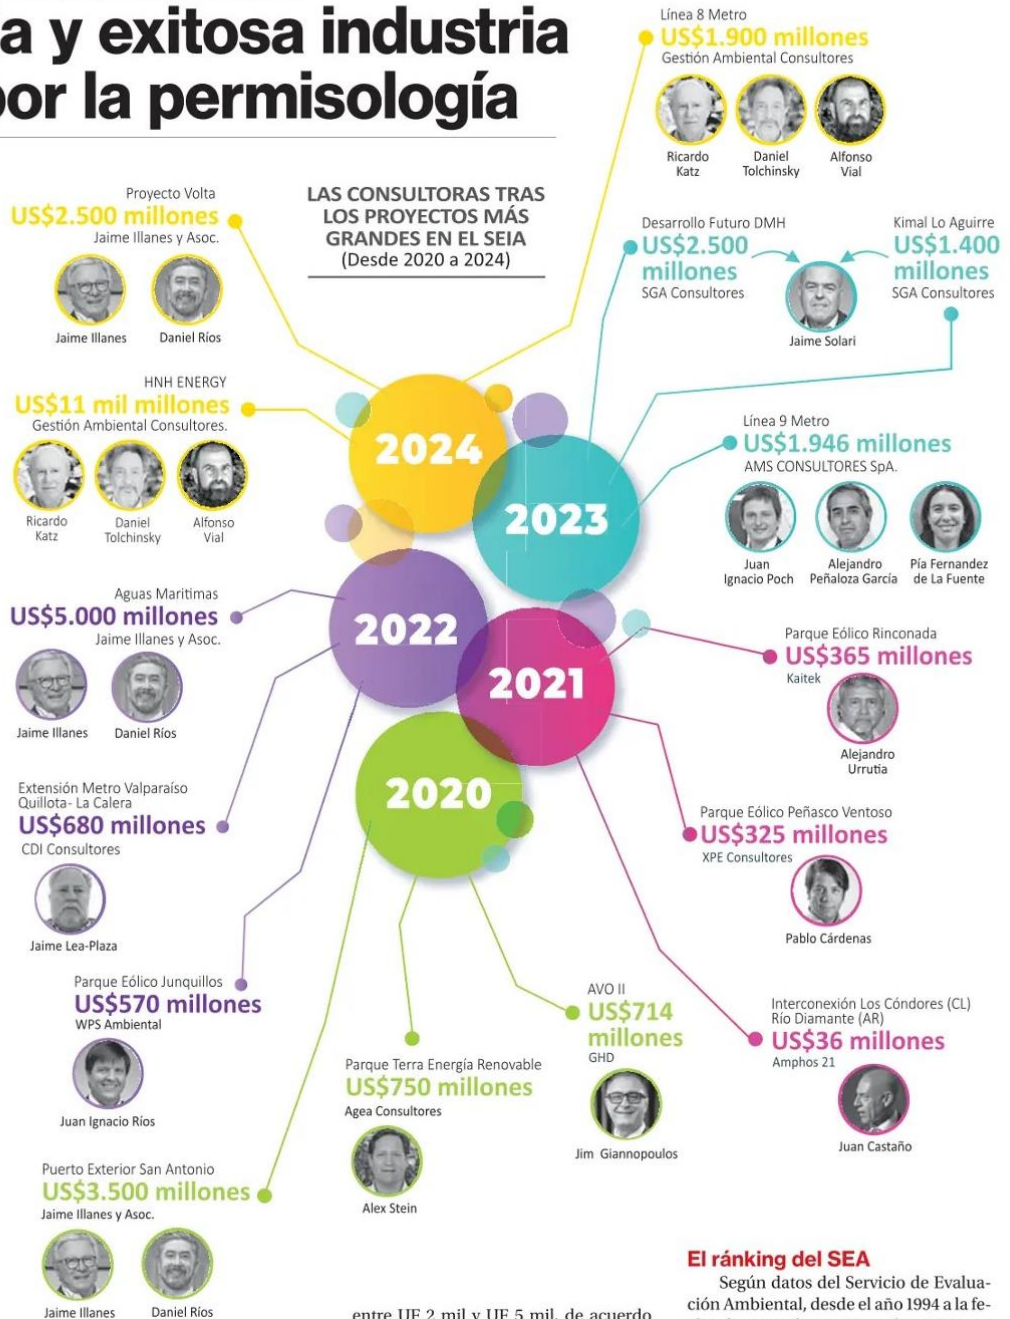 a y exitosa industria
por la permisología
LAS CONSULTORAS TRAS
LOS PROYECTOS MÁS
GRANDES EN EL SEIA
(Desde 2020 a 2024)
Línea 8 Metro
US$1.900 millones
Gestión Ambiental Consultores
Ricardo
Katz
Daniel
Tolchinsky
Alfonso
Vial
Proyecto Volta
US$2.500 millones
Jaime Illanes y Asoc.
Jaime Illanes
Daniel Ríos
HNH ENERGY
US$11 mil millones
Gestión Ambiental Consultores.
Ricardo
Katz
Daniel
Tolchinsky
Alfonso
Vial
2024
Desarrollo Futuro DMH
US$2.500
millones
SGA Consultores
Kimal Lo Aguirre
US$1.400
millones
SGA Consultores
Jaime Solari
Línea 9 Metro
US$1.946 millones
AMS CONSULTORES SpA.
Juan
Ignacio Poch
Alejandro
Peñaloza García
Pía Fernandez
de La Fuente
2023
Aguas Maritimas
US$5.000 millones
Jaime Illanes y Asoc.
Jaime Illanes
Daniel Ríos
Extensión Metro Valparaíso
Quillota- La Calera
US$680 millones
CDI Consultores
Jaime Lea-Plaza
Parque Eólico Junquillos
US$570 millones
WPS Ambiental
Juan Ignacio Ríos
2022
2021
Parque Eólico Rinconada
US$365 millones
Kaitek
Alejandro
Urrutia
Parque Eólico Peñasco Ventoso
US$325 millones
XPE Consultores
Pablo Cárdenas
Interconexión Los Cóndores (CL)
Río Diamante (AR)
US$36 millones
Amphos 21
Juan Castaño
2020
AVO II
US$714
millones
GHD
Jim Giannopoulos
Parque Terra Energía Renovable
US$750 millones
Agea Consultores
Alex Stein
Puerto Exterior San Antonio
US$3.500 millones
Jaime Illanes y Asoc.
Jaime Illanes
Daniel Ríos
entre UF 2 mil y UF 5 mil, de acuerdo
El ránking del SEA
Según datos del Servicio de Evalua-
ción Ambiental, desde el año 1994 a la fe-